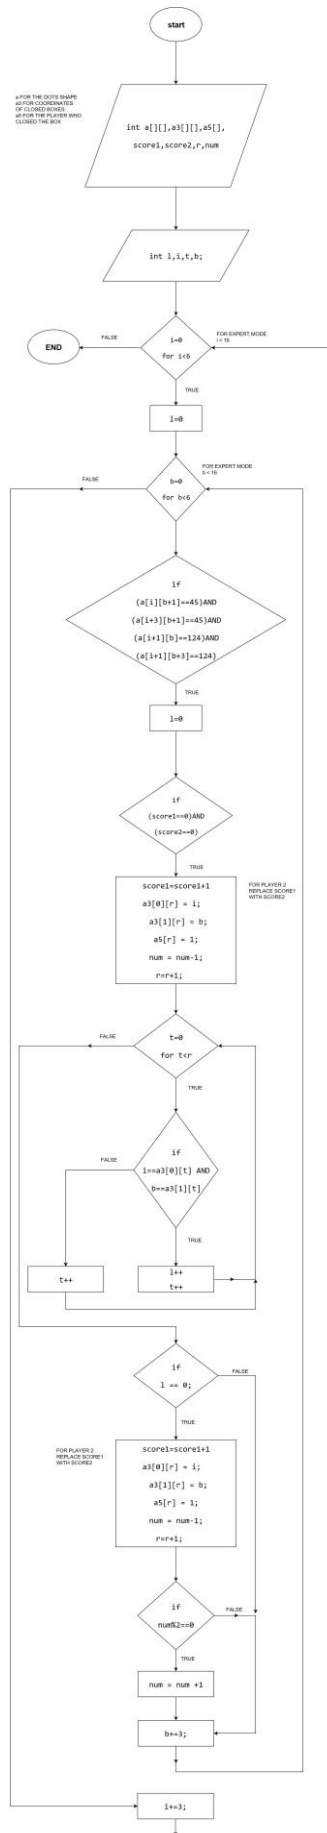 start
a FOR THE DOTS SHAPE
a3 FOR COORDINATES
OF CLOSED BOXES
a5 FOR THE PLAYER WHO
CLOSED THE BOX
int a[][],a3[][],a5[],
score1,score2,r,num
int l,i,t,b;
END
FALSE
i=0
for i<6
FOR EXPERT MODE
i < 16
TRUE
l=0
FALSE
b=0
for b<6
FOR EXPERT MODE
b < 16
if
(a[i][b+1]==45)AND
(a[i+3][b+1]==45)AND
(a[i+1][b]==124)AND
(a[i+1][b+3]==124)
TRUE
l=0
if
(score1==0)AND
(score2==0)
TRUE
score1=score1+1
a3[0][r] = i;
a3[1][r] = b;
a5[r] = 1;
num = num-1;
r=r+1;
FOR PLAYER 2
REPLACE SCORE1
WITH SCORE2
FALSE
t=0
for t<r
TRUE
FALSE
if
i==a3[0][t] AND
b==a3[1][t]
TRUE
t++
l++
t++
if
l == 0;
FALSE
TRUE
FOR PLAYER 2
REPLACE SCORE1
WITH SCORE2
score1=score1+1
a3[0][r] = i;
a3[1][r] = b;
a5[r] = 1;
num = num-1;
r=r+1;
if
num%2==0
FALSE
TRUE
num = num +1
b+=3;
i+=3;